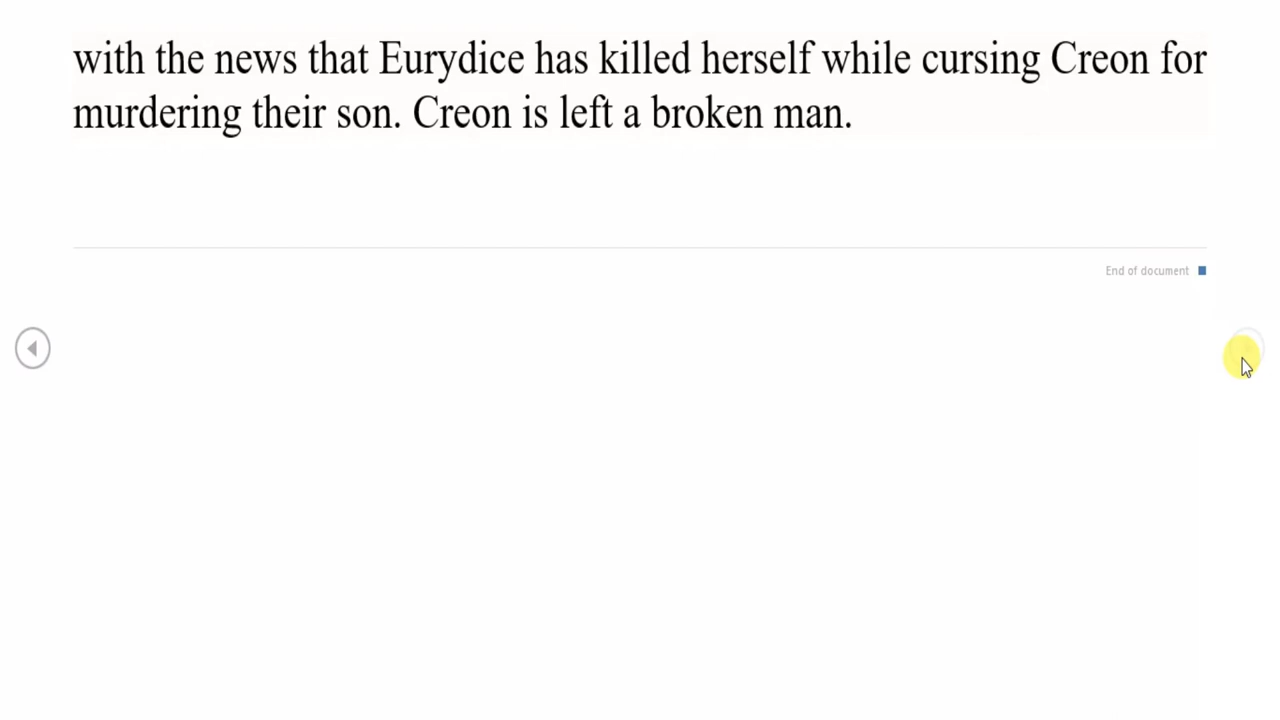 with the news that Eurydice has killed herself while cursing Creon for
murdering their son. Creon is left a broken man.
End of document